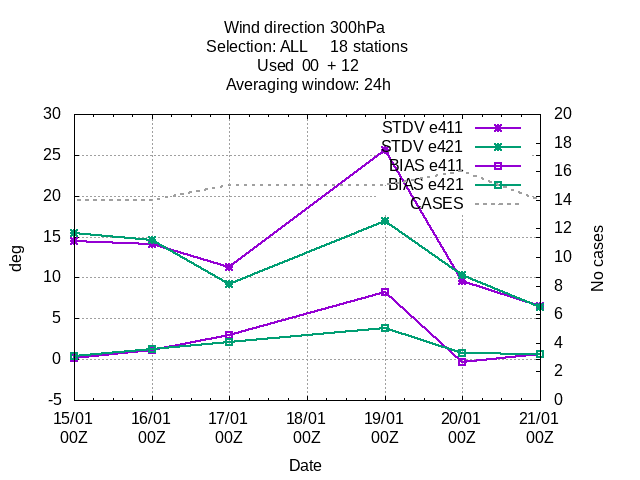 Wind direction 300hPa
Selection: ALL     18 stations
Used  00  + 12
Averaging window: 24h
30
25
20
15
10
5
0
-5
deg
20
18
16
14
12
10
8
6
4
2
0
No cases
STDV e411
STDV e421
BIAS e411
BIAS e421
CASES
15/01 16/01 17/01 18/01 19/01 20/01 21/01
00Z 00Z 00Z 00Z 00Z 00Z 00Z
Date